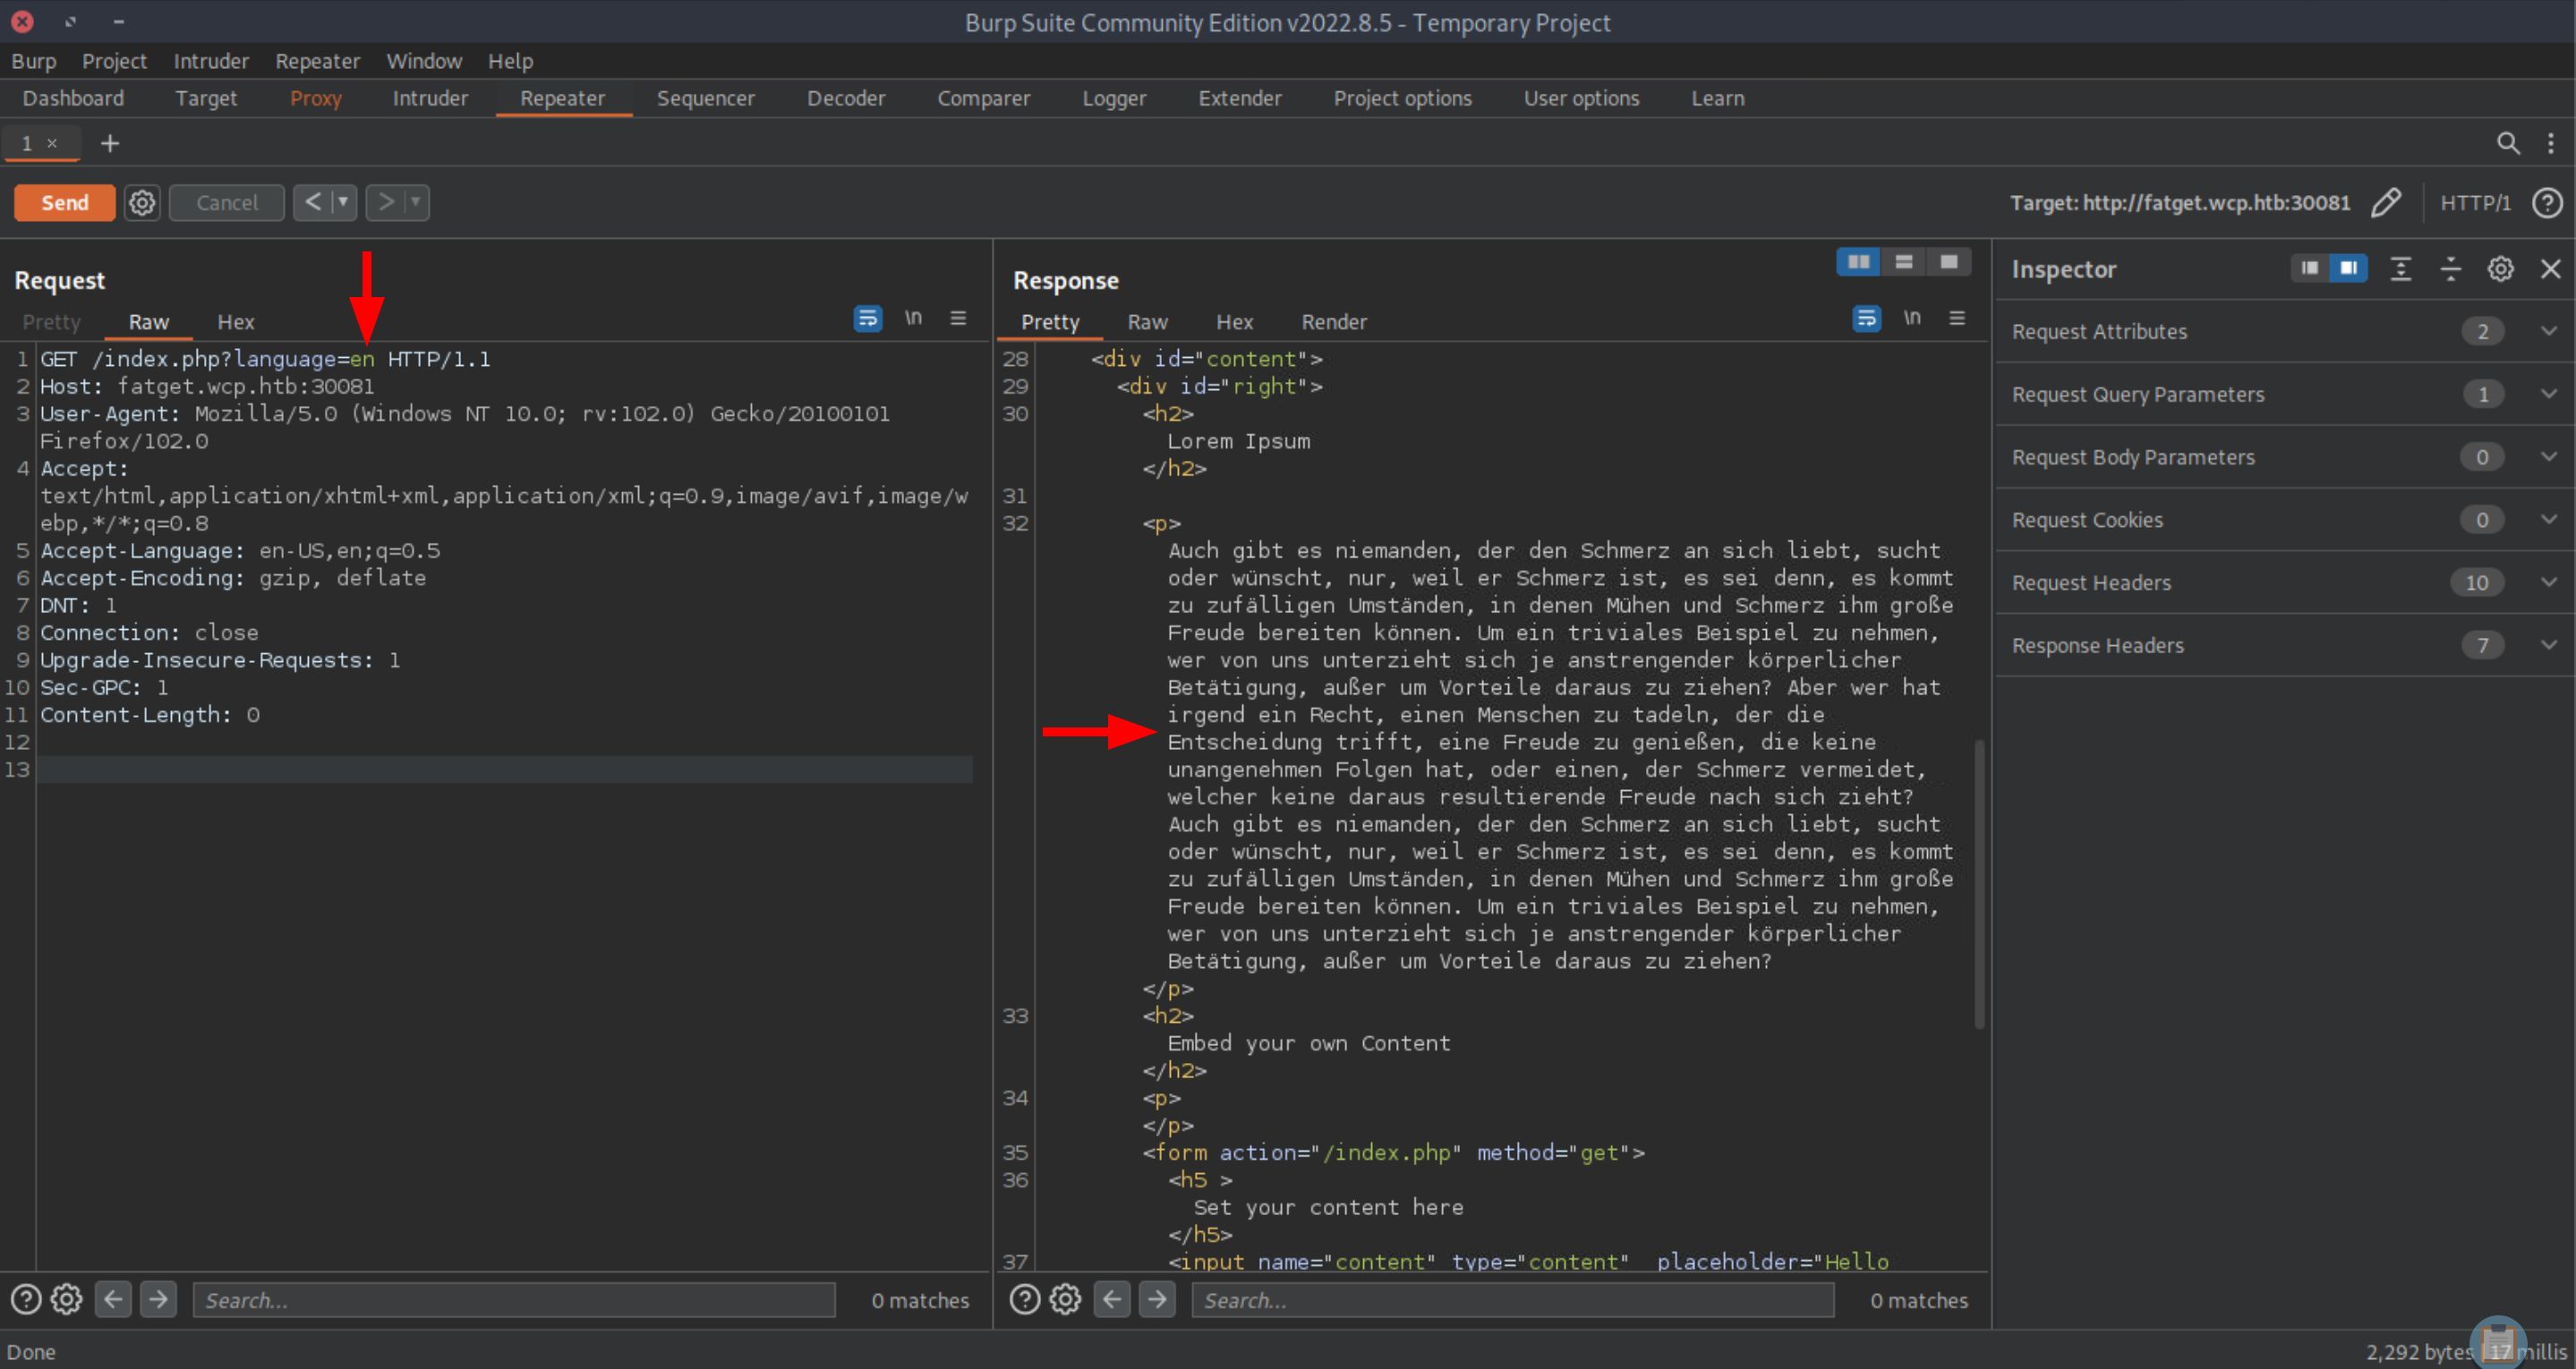 Burp Suite Community Edition v2022.8.5 - Temporary Project
Burp Project Intruder Repeater Window Help
Dashboard Target Proxy Intruder Repeater Sequencer Decoder Comparer Logger Extender Project options User options Learn
1 × +
Send Cancel < > Target: http://fatget.wcp.htb:30081 HTTP/1
Request
Pretty Raw Hex \n
1 GET /index.php?language=en HTTP/1.1
2 Host: fatget.wcp.htb:30081
3 User-Agent: Mozilla/5.0 (Windows NT 10.0; rv:102.0) Gecko/20100101
Firefox/102.0
4 Accept:
text/html,application/xhtml+xml,application/xml;q=0.9,image/avif,image/w
ebp,*/*;q=0.8
5 Accept-Language: en-US,en;q=0.5
6 Accept-Encoding: gzip, deflate
7 DNT: 1
8 Connection: close
9 Upgrade-Insecure-Requests: 1
10 Sec-GPC: 1
11 Content-Length: 0
12
13
Search... 0 matches
Response
Pretty Raw Hex Render \n
28 <div id="content">
29 <div id="right">
30 <h2>
Lorem Ipsum
</h2>
31
32 <p>
Auch gibt es niemanden, der den Schmerz an sich liebt, sucht
oder wünscht, nur, weil er Schmerz ist, es sei denn, es kommt
zu zufälligen Umständen, in denen Mühen und Schmerz ihm große
Freude bereiten können. Um ein triviales Beispiel zu nehmen,
wer von uns unterzieht sich je anstrengender körperlicher
Betätigung, außer um Vorteile daraus zu ziehen? Aber wer hat
irgend ein Recht, einen Menschen zu tadeln, der die
Entscheidung trifft, eine Freude zu genießen, die keine
unangenehmen Folgen hat, oder einen, der Schmerz vermeidet,
welcher keine daraus resultierende Freude nach sich zieht?
Auch gibt es niemanden, der den Schmerz an sich liebt, sucht
oder wünscht, nur, weil er Schmerz ist, es sei denn, es kommt
zu zufälligen Umständen, in denen Mühen und Schmerz ihm große
Freude bereiten können. Um ein triviales Beispiel zu nehmen,
wer von uns unterzieht sich je anstrengender körperlicher
Betätigung, außer um Vorteile daraus zu ziehen?
</p>
33 <h2>
Embed your own Content
</h2>
34 <p>
</p>
35 <form action="/index.php" method="get">
36 <h5 >
Set your content here
</h5>
37 <input name="content" type="content" placeholder="Hello
Search... 0 matches
Inspector
Request Attributes 2
Request Query Parameters 1
Request Body Parameters 0
Request Cookies 0
Request Headers 10
Response Headers 7
Done
2,292 bytes | 17 millis